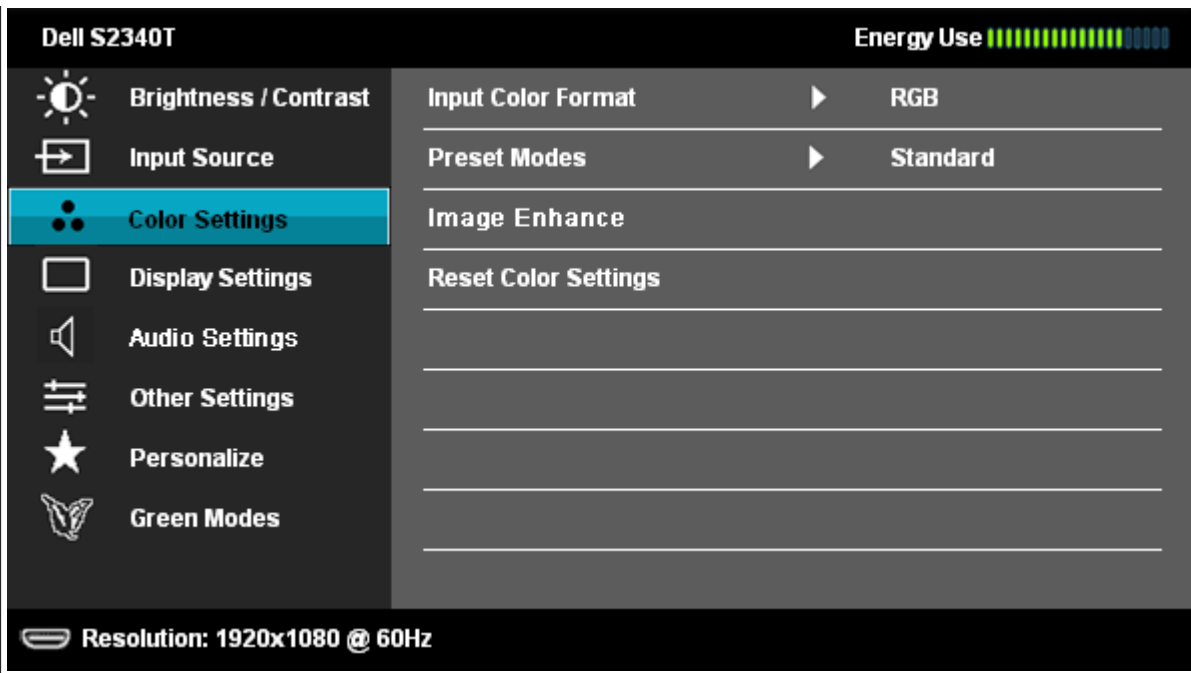 Dell S2340T Energy Use
Brightness / Contrast Input Color Format RGB
Input Source Preset Modes Standard
Color Settings Image Enhance
Display Settings Reset Color Settings
Audio Settings
Other Settings
Personalize
Green Modes
Resolution: 1920x1080 @ 60Hz